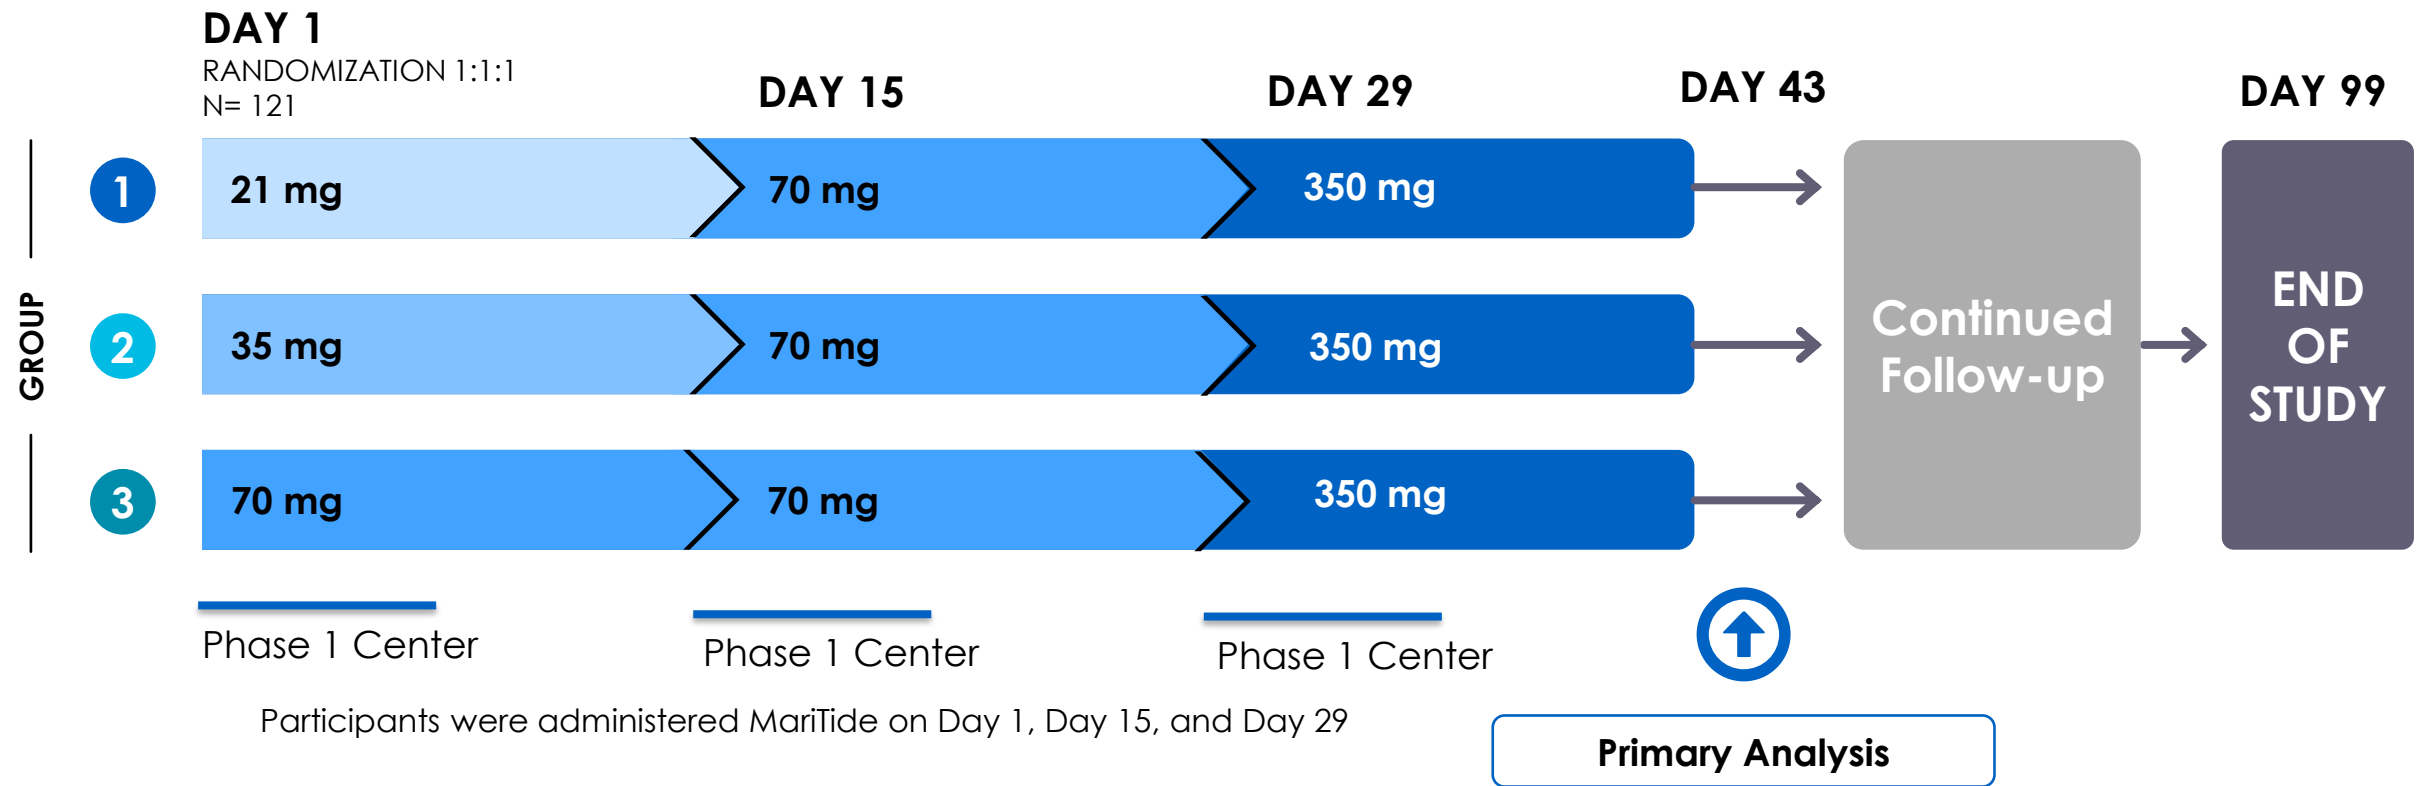 DAY 1
RANDOMIZATION 1:1:1
N= 121
DAY 15
DAY 29
DAY 43
DAY 99
GROUP
1
21 mg
70 mg
350 mg
2
35 mg
70 mg
350 mg
3
70 mg
70 mg
350 mg
Continued
Follow-up
END
OF
STUDY
Phase 1 Center
Phase 1 Center
Phase 1 Center
Participants were administered MariTide on Day 1, Day 15, and Day 29
Primary Analysis